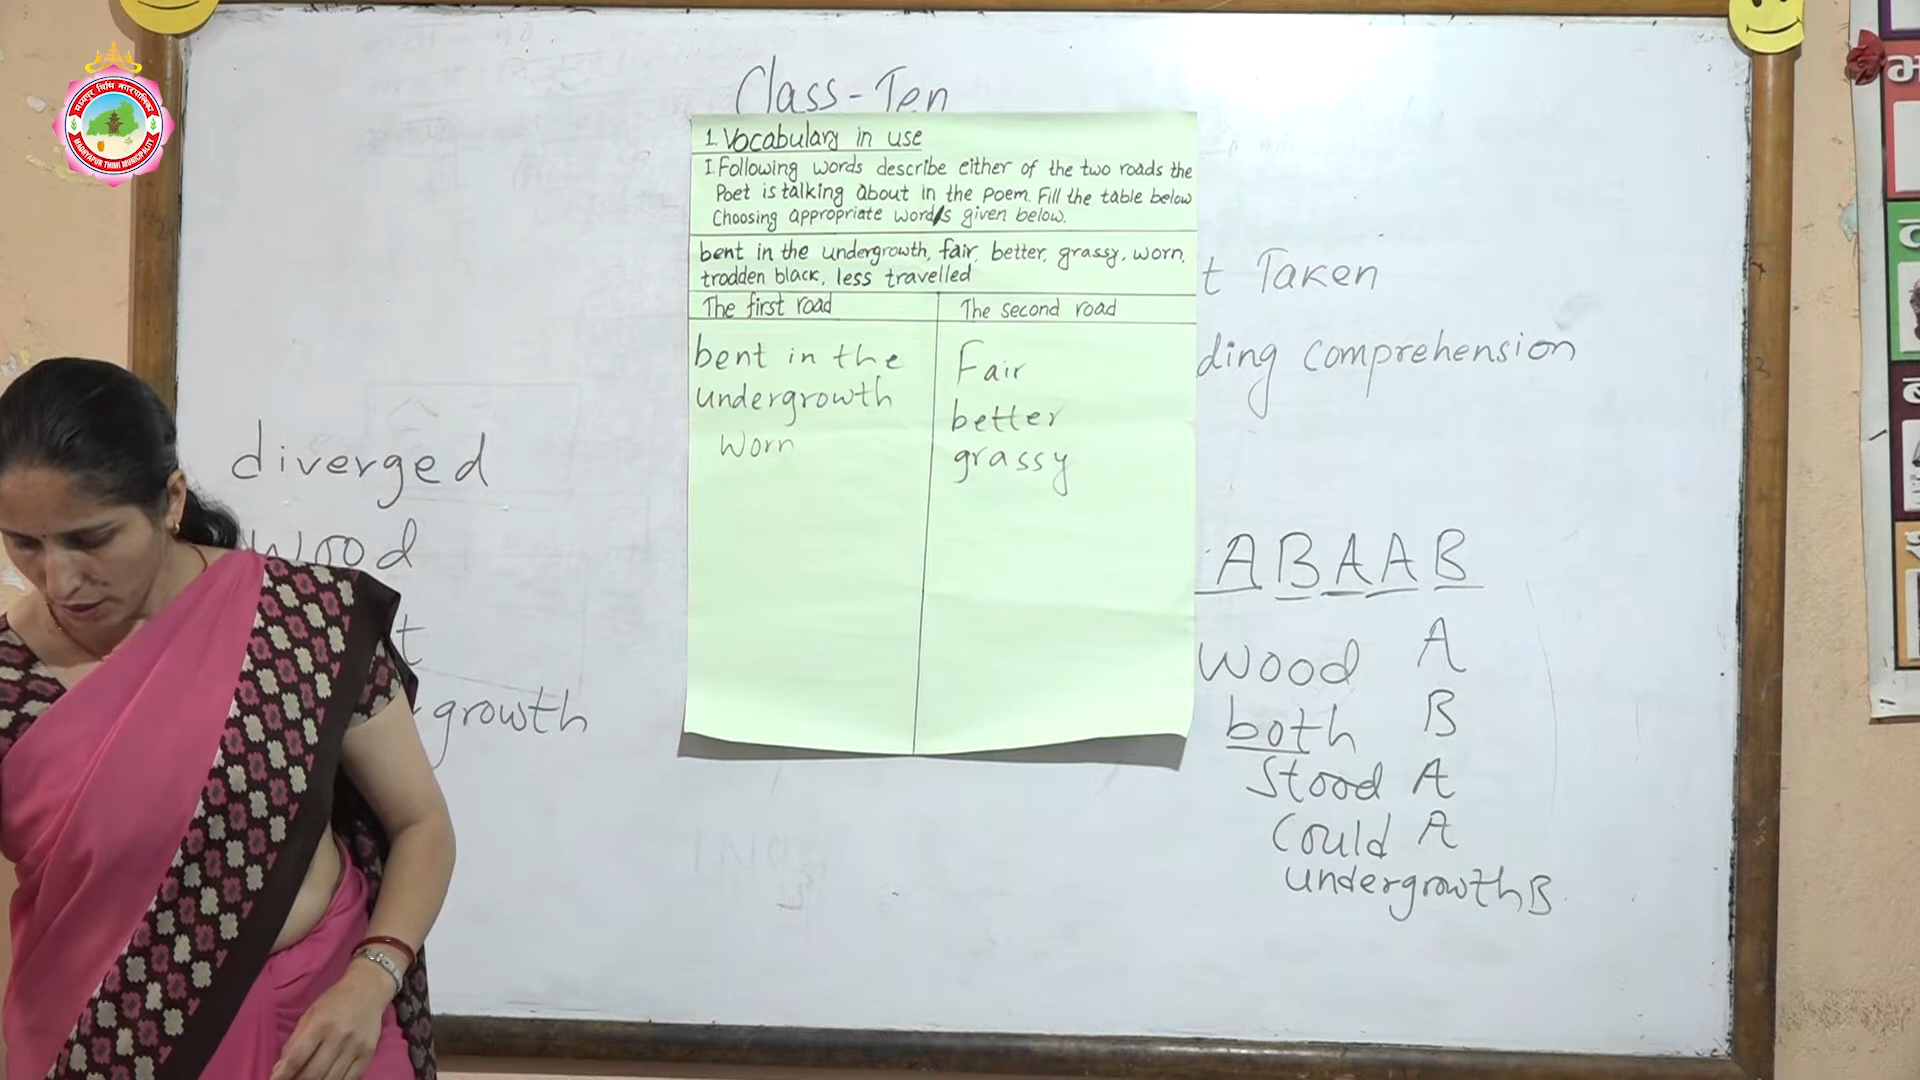 Class-Ten
1. Vocabulary in use
I. Following words describe either of the two roads the
Poet is talking about in the poem. Fill the table below
Choosing appropriate words given below.
bent in the undergrowth, fair, better, grassy, worn,
trodden black, less travelled
The first road
The second road
bent in the
undergrowth
worn
Fair
better
grassy
t Taken
ding comprehension
diverged
wood
t
growth
ABAAB
wood A
both B
Stood A
Could A
undergrowth B
MADHYAPUR THIMI MUNICIPALITY